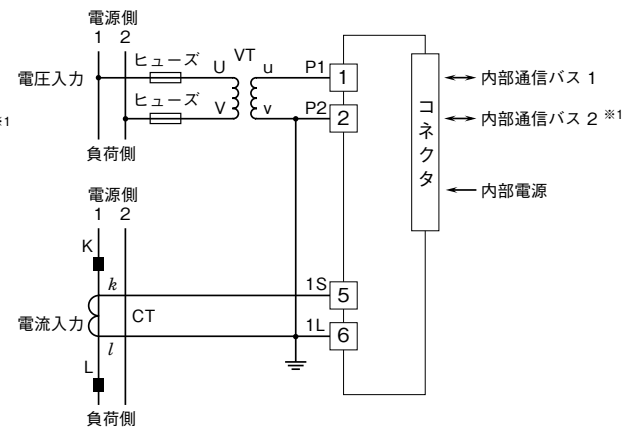 電源側
1 2
ヒューズ
VT
U u
P1
1
電圧入力
内部通信バス 1
ヒューズ
V v
P2
2
※1
内部通信バス 2 ※1
コネクタ
負荷側
内部電源
電源側
1 2
K
k
1S
5
電流入力
CT
1L
6
l
L
負荷側